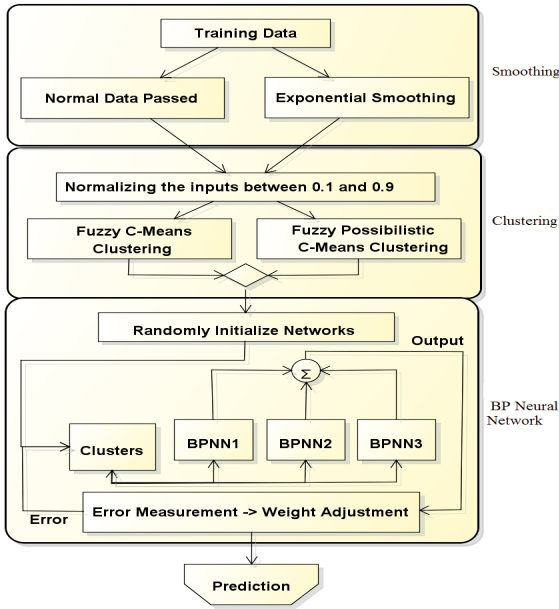 Training Data
Smoothing
Normal Data Passed
Exponential Smoothing
Normalizing the inputs between 0.1 and 0.9
Clustering
Fuzzy C-Means
Clustering
Fuzzy Possibilistic
C-Means Clustering
Randomly Initialize Networks
Output
Σ
BP Neural
Network
Clusters
BPNN1
BPNN2
BPNN3
Error
Error Measurement -> Weight Adjustment
Prediction